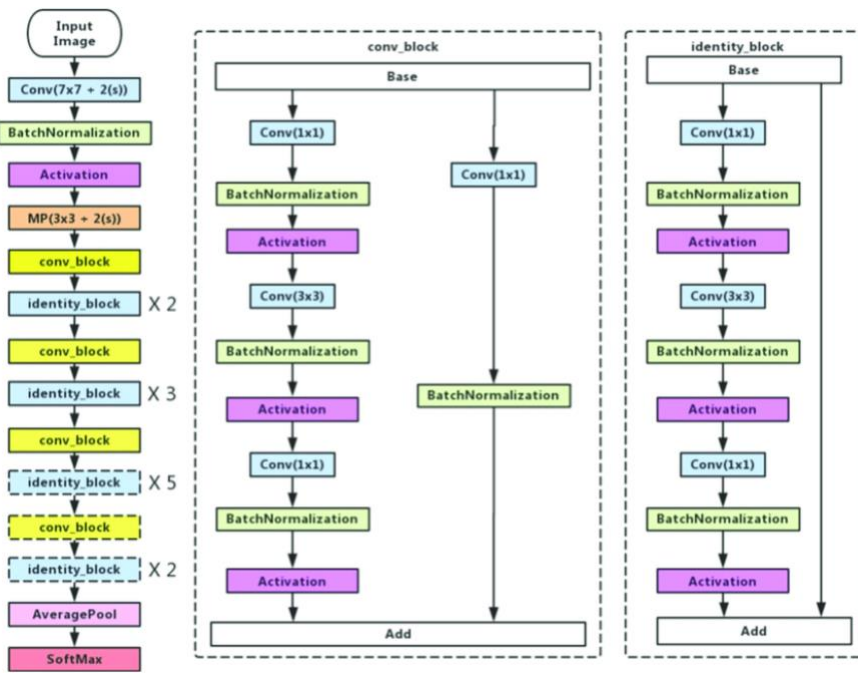 Input
Image
Conv(7x7 + 2(s))
BatchNormalization
Activation
MP(3x3 + 2(s))
conv_block
identity_block X 2
conv_block
identity_block X 3
conv_block
identity_block X 5
conv_block
identity_block X 2
AveragePool
SoftMax
conv_block
Base
Conv(1x1)
BatchNormalization
Activation
Conv(3x3)
BatchNormalization
Activation
Conv(1x1)
BatchNormalization
Activation
Conv(1x1)
BatchNormalization
Add
identity_block
Base
Conv(1x1)
BatchNormalization
Activation
Conv(3x3)
BatchNormalization
Activation
Conv(1x1)
BatchNormalization
Activation
Add